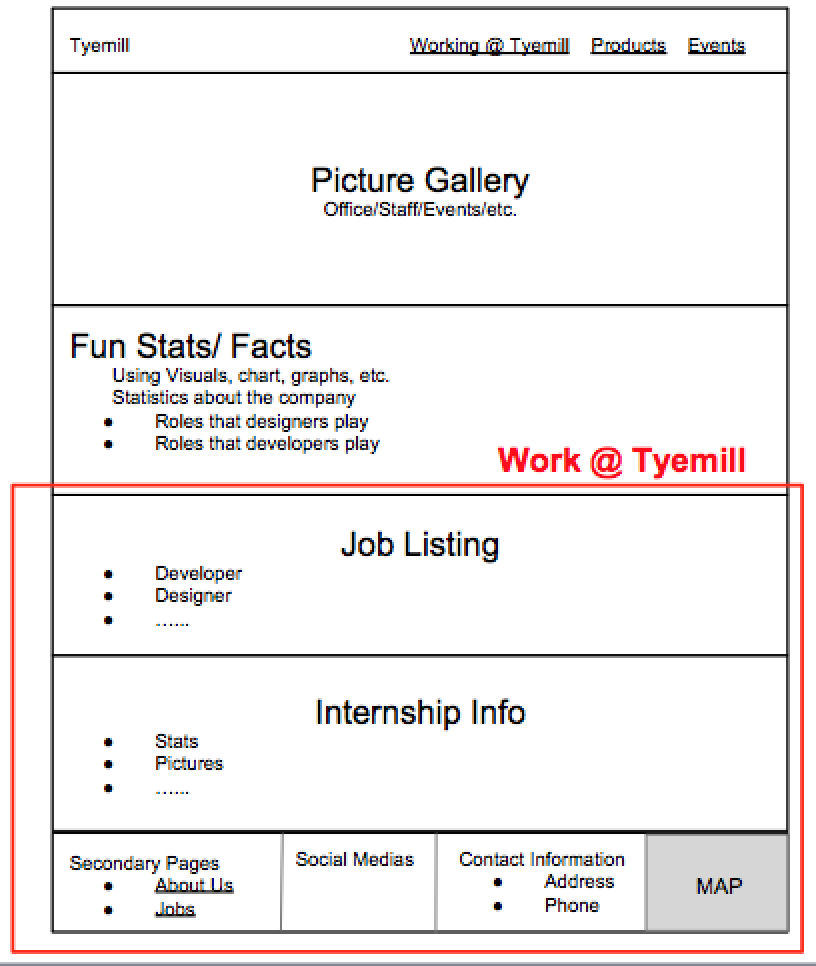 Tyemill Working @ Tyemill Products Events
Picture Gallery
Office/Staff/Events/etc.
Fun Stats/ Facts
Using Visuals, chart, graphs, etc.
Statistics about the company
● Roles that designers play
● Roles that developers play
Work @ Tyemill
Job Listing
● Developer
● Designer
● ......
Internship Info
● Stats
● Pictures
● ......
Secondary Pages
● About Us
● Jobs
Social Medias
Contact Information
● Address
● Phone
MAP